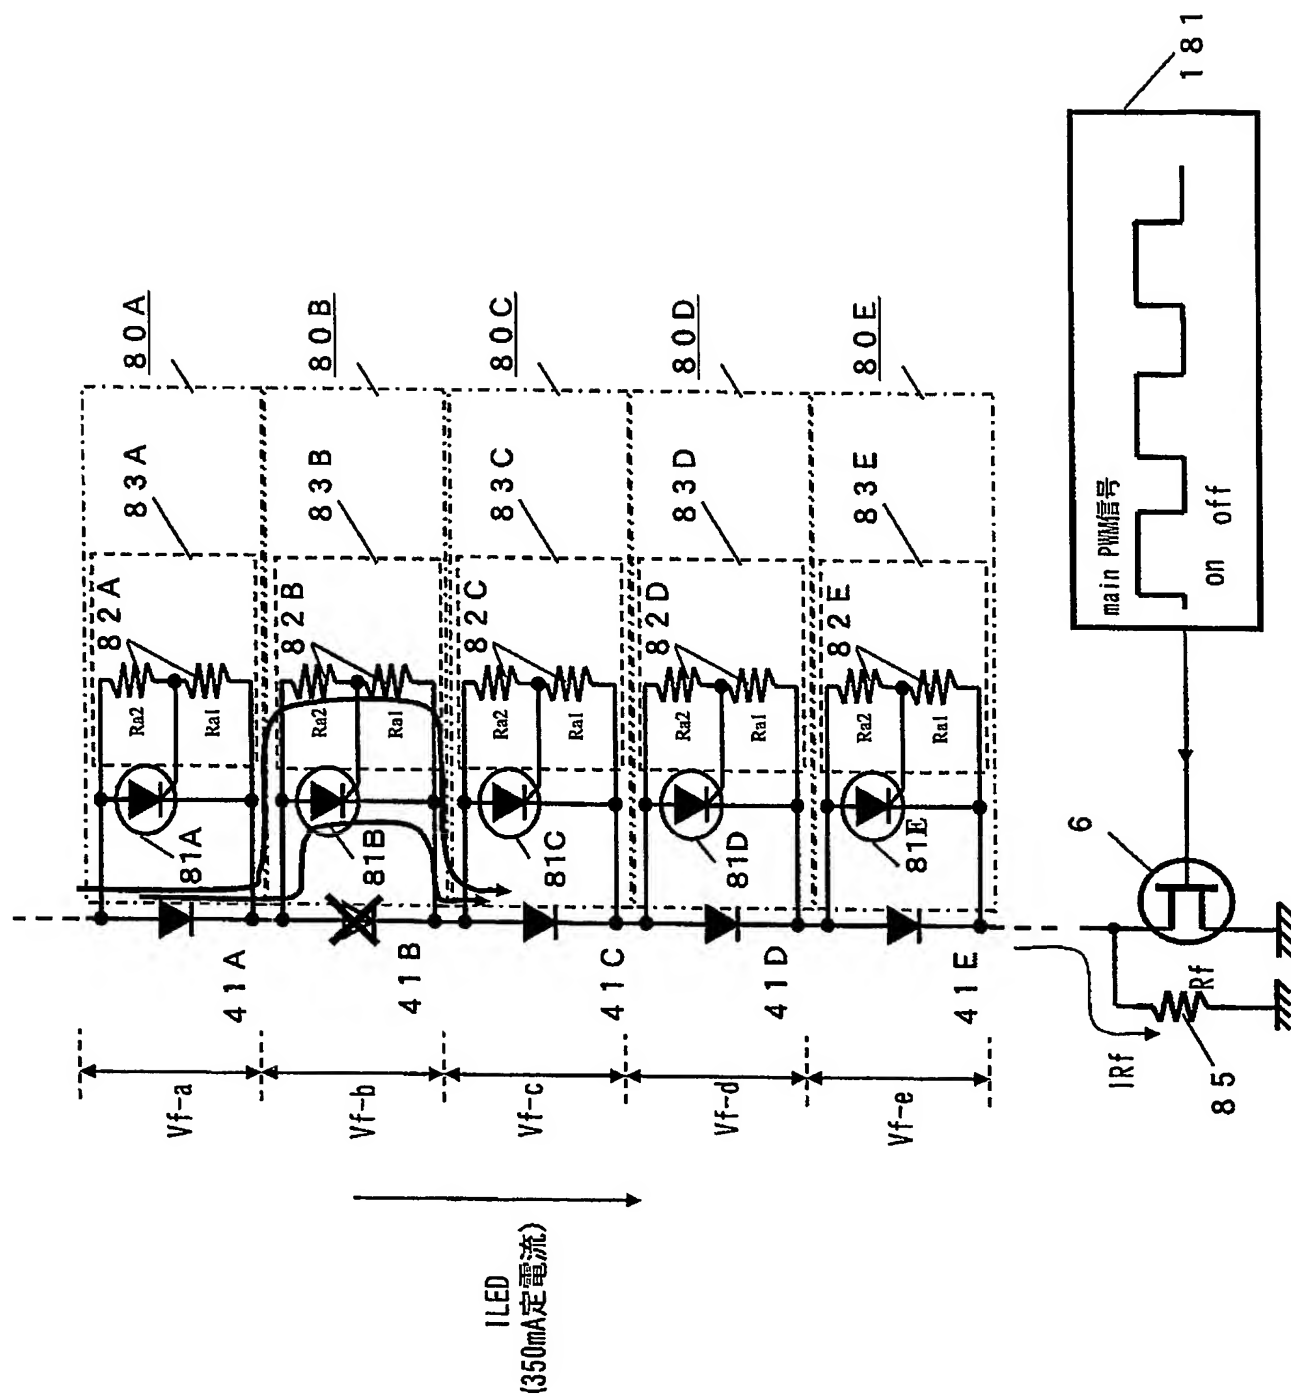 80A
80B
80C
80D
80E
83A
83B
83C
83D
83E
82A
82B
82C
82D
82E
Ra2
Ra1
Ra2
Ra1
Ra2
Ra1
Ra2
Ra1
Ra2
Ra1
81A
81B
81C
81D
81E
41A
41B
41C
41D
41E
Vf-a
Vf-b
Vf-c
Vf-d
Vf-e
ILED
(350mA定電流)
main PWM信号
on off
181
6
Rf
IRf
85